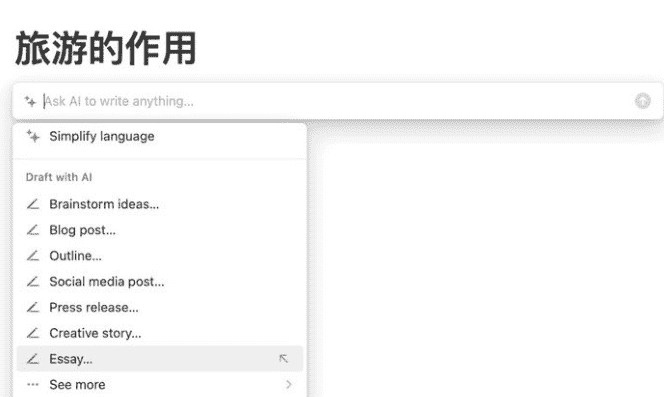 旅游的作用
Ask AI to write anything...
Simplify language
Draft with AI
Brainstorm ideas...
Blog post...
Outline...
Social media post...
Press release...
Creative story...
Essay...
See more